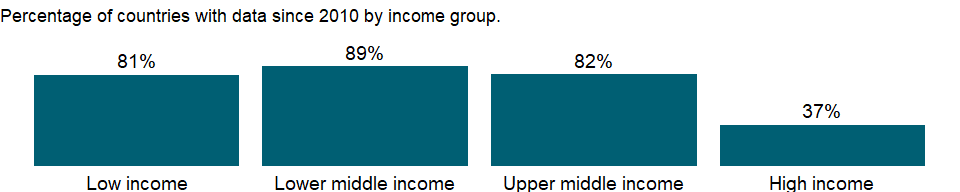 Percentage of countries with data since 2010 by income group.
81%
89%
82%
37%
Low income
Lower middle income
Upper middle income
High income